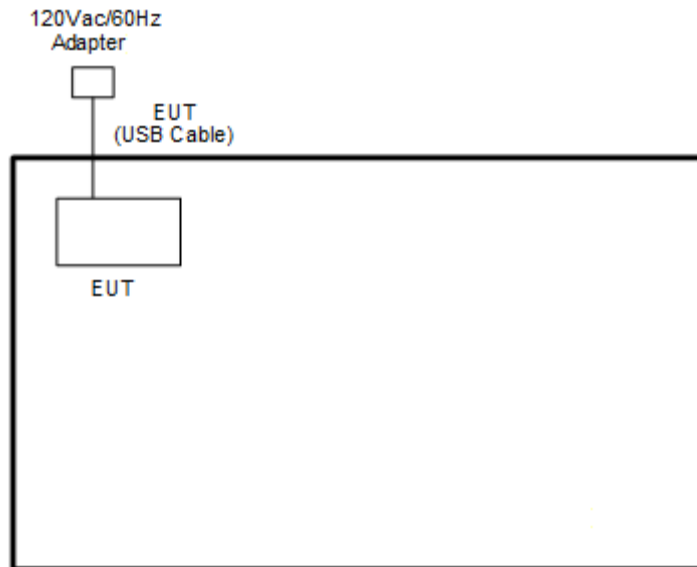 120Vac/60Hz
Adapter
EUT
(USB Cable)
EUT